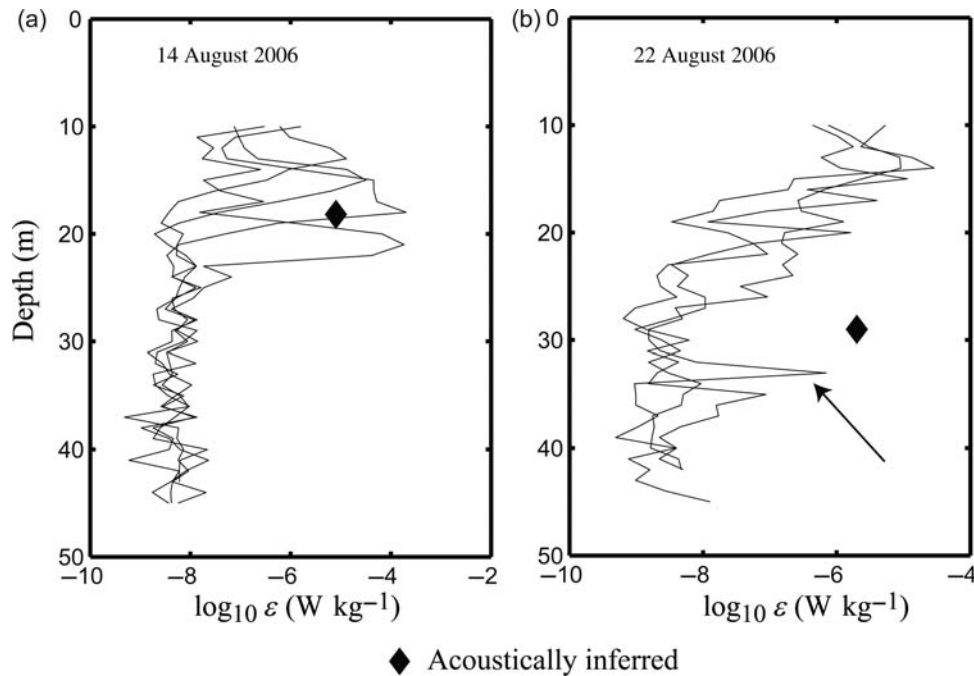 (a)
(b)
14 August 2006
22 August 2006
0
10
20
30
40
50
0
10
20
30
40
50
Depth (m)
–10
–8
–6
–4
–2
–10
–8
–6
–4
log₁₀ ε (W kg⁻¹)
log₁₀ ε (W kg⁻¹)
Acoustically inferred